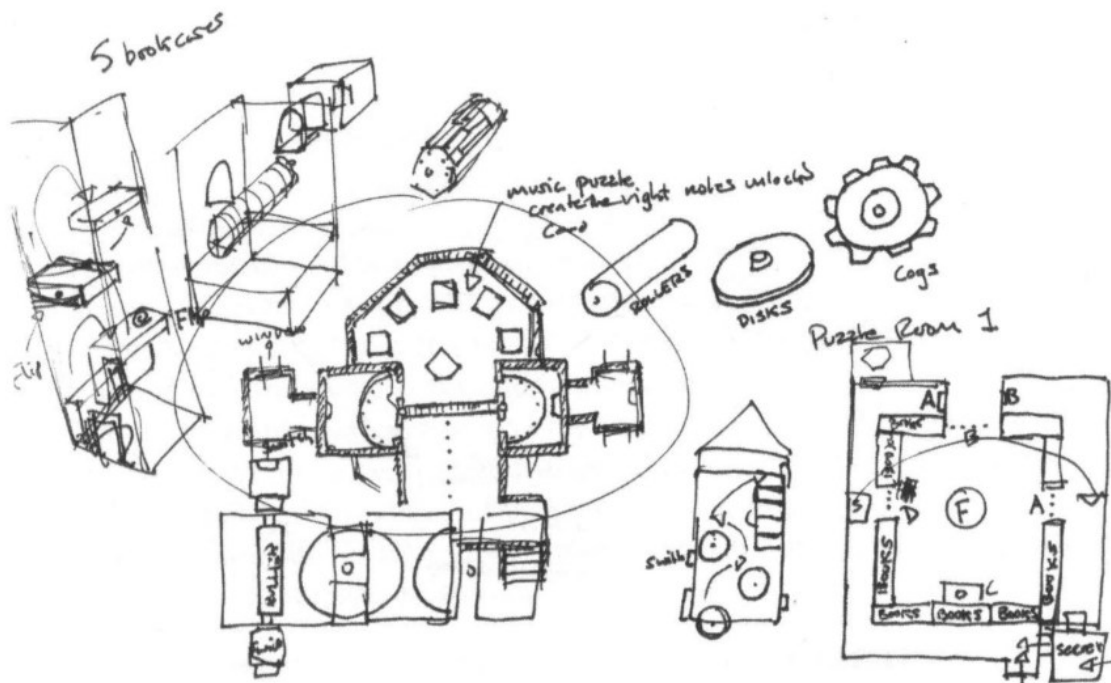 5 bookcases
music puzzle
create the right notes unlocks
ROLLERS
DISKS
Cogs
Puzzle Room 1
window
Flip
Switch
A
B
BOOKS
BOOKS
B
S
D
F
A
BOOKS
BOOKS
C
BOOKS
BOOKS
BOOKS
Secret